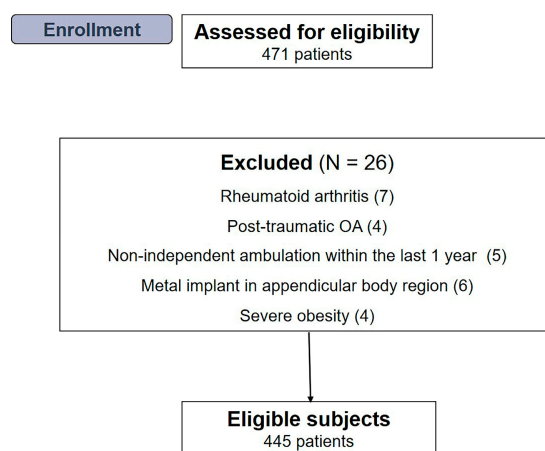 Enrollment
Assessed for eligibility
471 patients
Excluded (N = 26)
Rheumatoid arthritis (7)
Post-traumatic OA (4)
Non-independent ambulation within the last 1 year (5)
Metal implant in appendicular body region (6)
Severe obesity (4)
Eligible subjects
445 patients